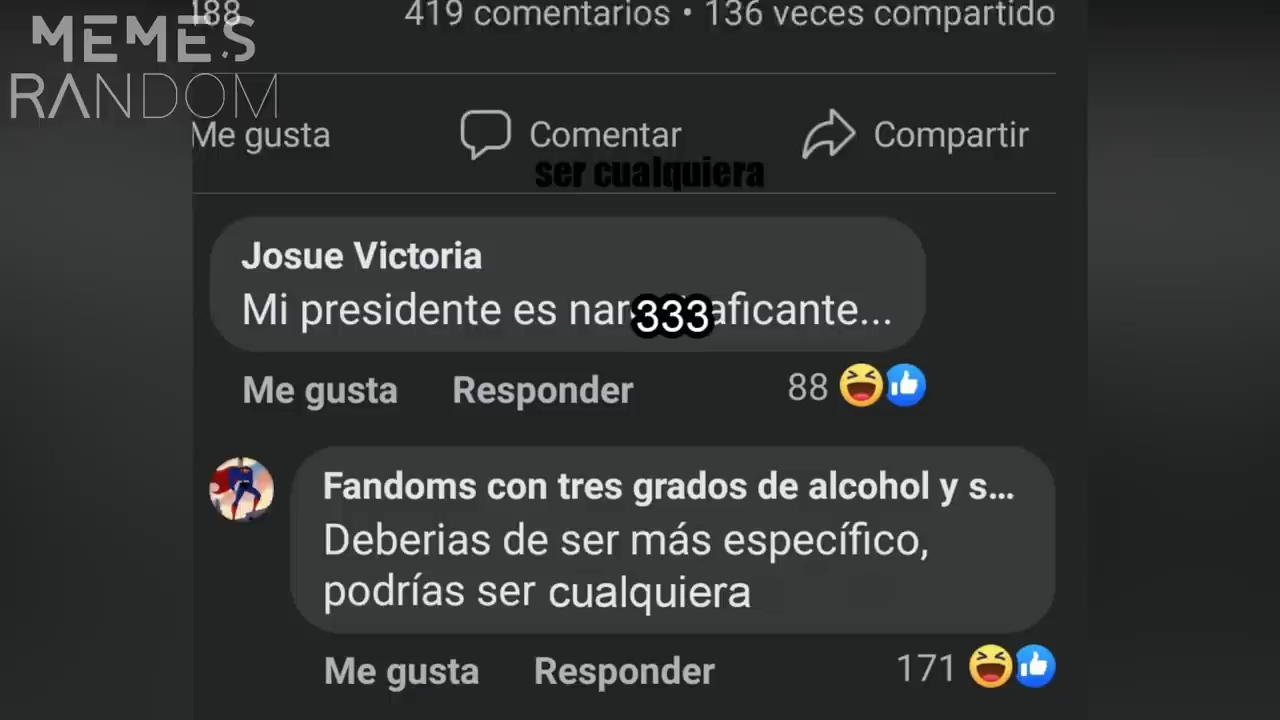 188 419 comentarios • 136 veces compartido
MEMES
RANDOM
Me gusta Comentar Compartir
ser cualquiera
Josue Victoria
Mi presidente es nar333aficante...
Me gusta Responder 88
Fandoms con tres grados de alcohol y s...
Deberias de ser más específico,
podrías ser cualquiera
Me gusta Responder 171